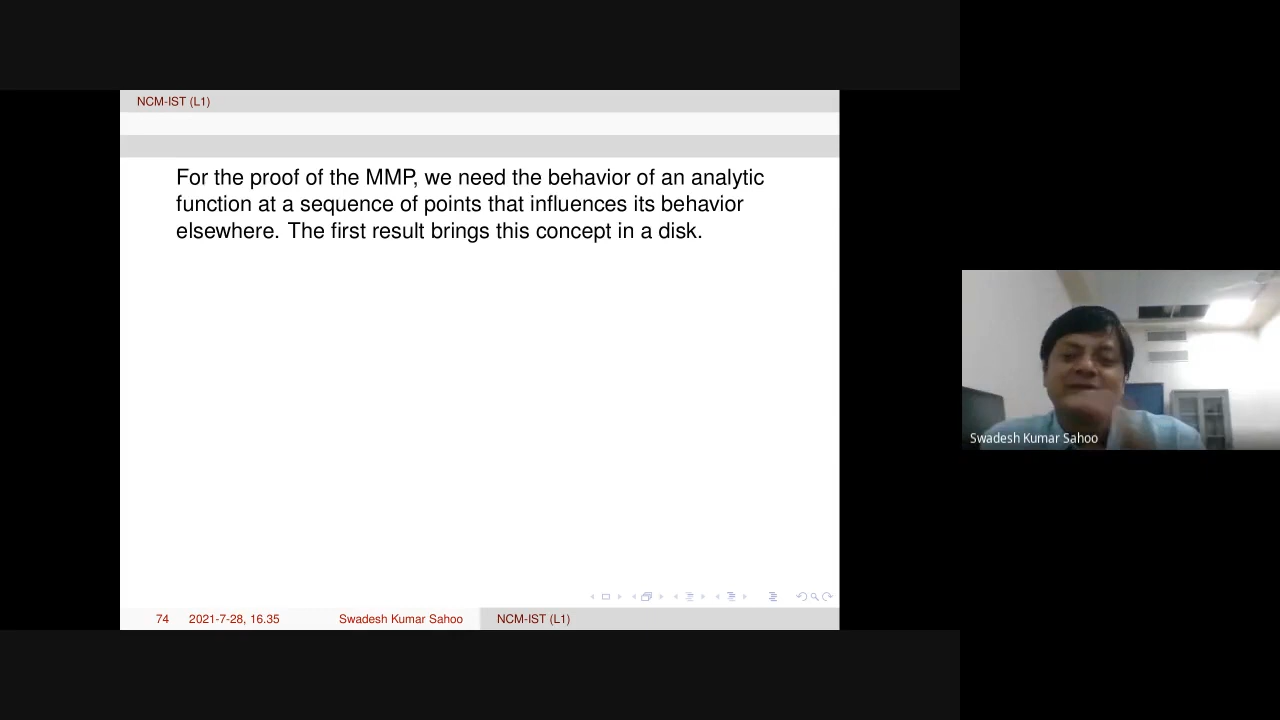 NCM-IST (L1)
For the proof of the MMP, we need the behavior of an analytic
function at a sequence of points that influences its behavior
elsewhere. The first result brings this concept in a disk.
Swadesh Kumar Sahoo
74 2021-7-28, 16.35 Swadesh Kumar Sahoo NCM-IST (L1)